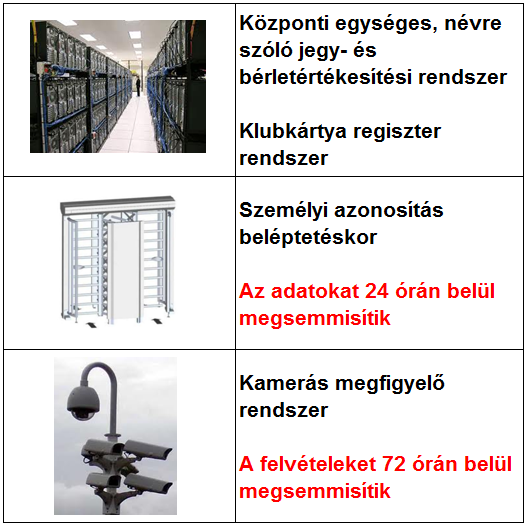 Központi egységes, névre
szóló jegy- és
bérletértékesítési rendszer
Klubkártya regiszter
rendszer
Személyi azonosítás
beléptetéskor
Az adatokat 24 órán belül
megsemmisítik
Kamerás megfigyelő
rendszer
A felvételeket 72 órán belül
megsemmisítik